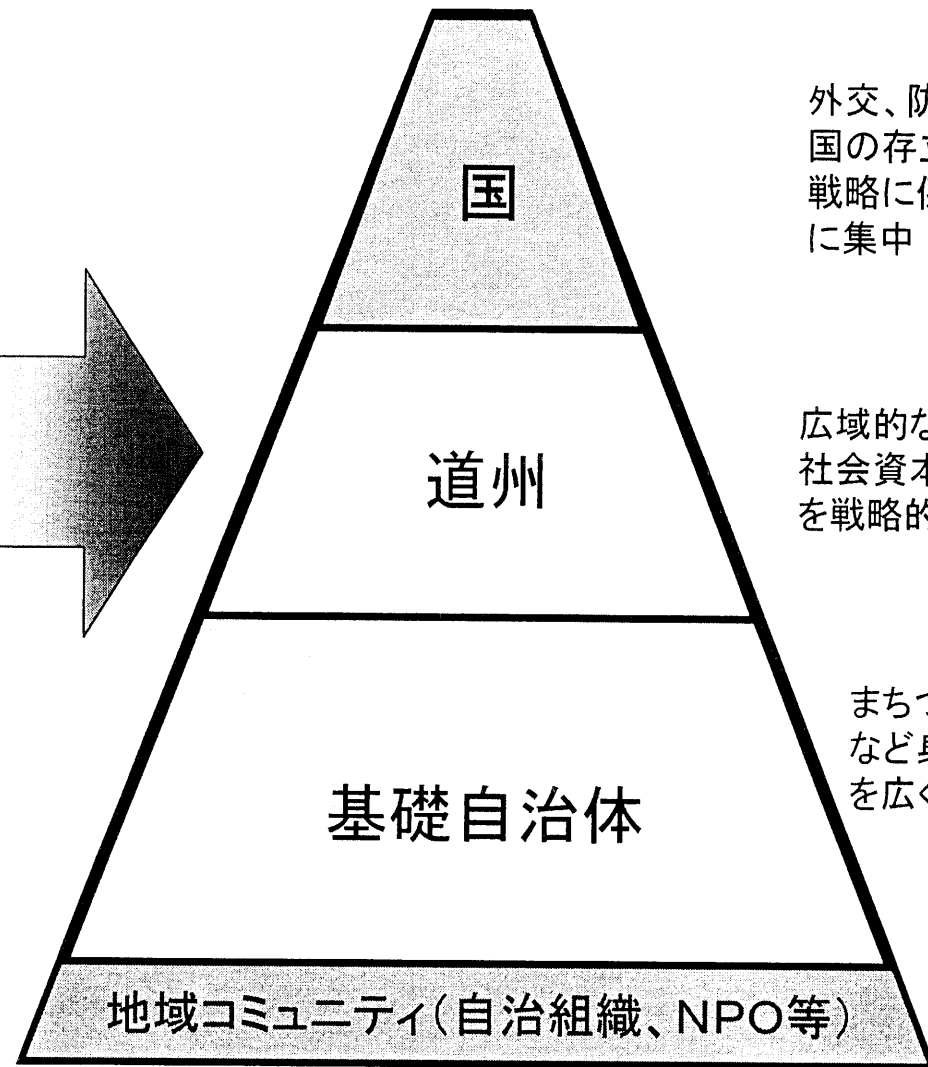 国
外交、防
国の存立
戦略に係
に集中
道州
広域的な
社会資本
を戦略的
基礎自治体
まちづ
など身
を広く
地域コミュニティ(自治組織、NPO等)